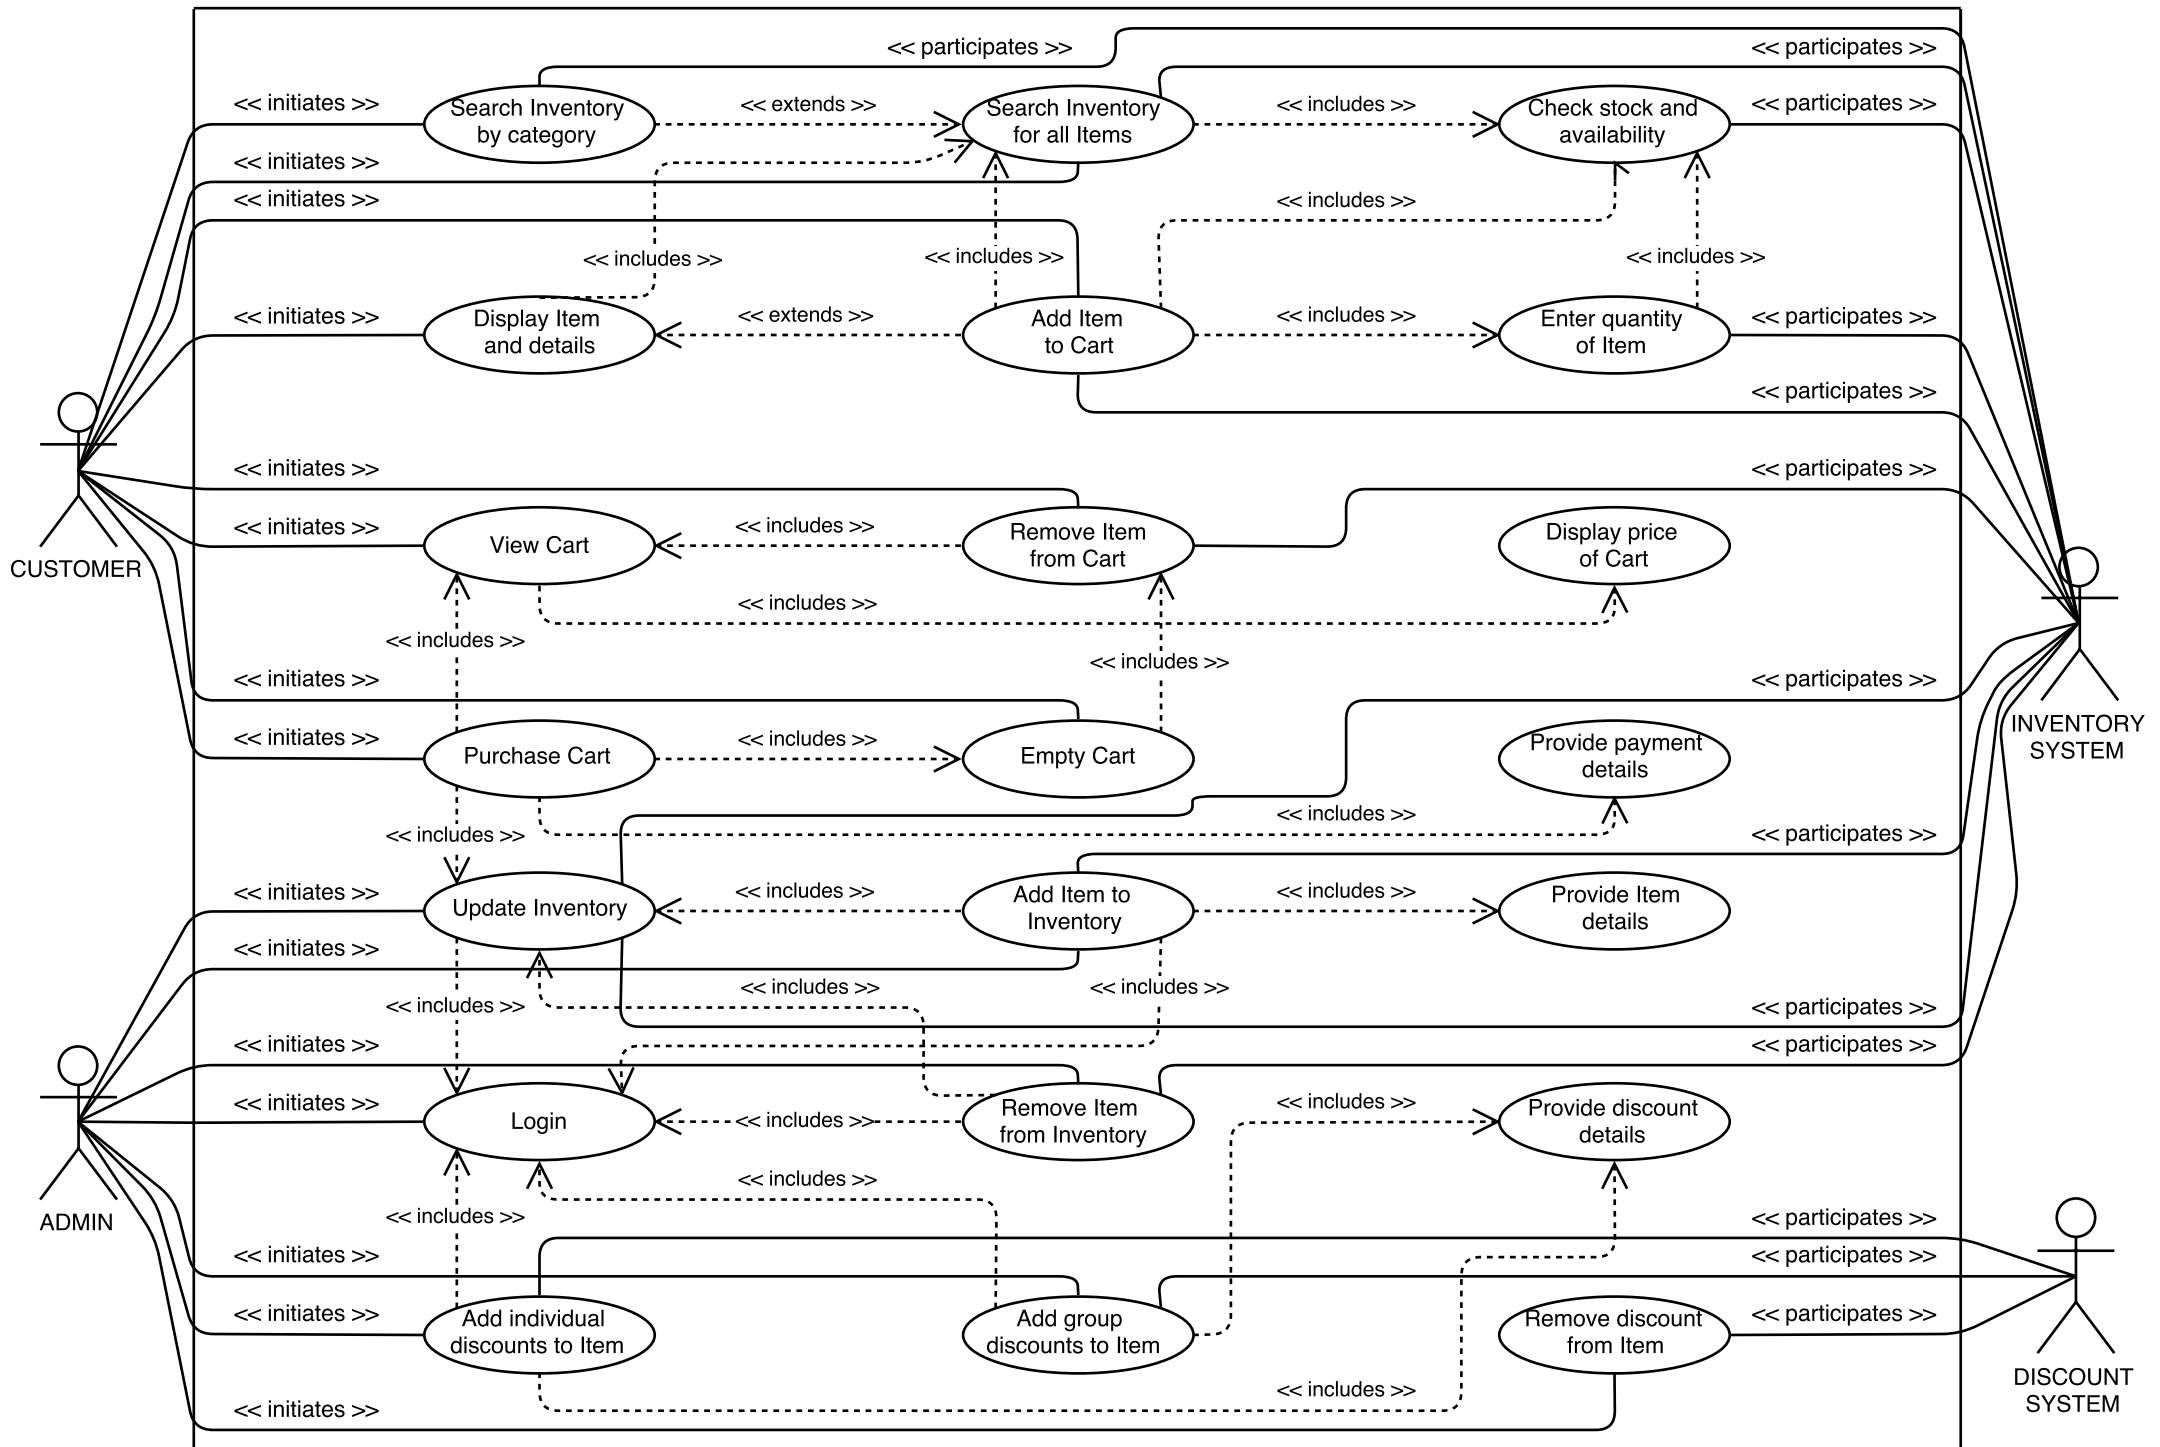 << participates >>
<< participates >>
<< initiates >>
Search Inventory
by category
<< extends >>
Search Inventory
for all Items
<< includes >>
Check stock and
availability
<< participates >>
<< initiates >>
<< initiates >>
<< includes >>
<< includes >>
<< includes >>
<< includes >>
<< initiates >>
Display Item
and details
<< extends >>
Add Item
to Cart
<< includes >>
Enter quantity
of Item
<< participates >>
<< participates >>
CUSTOMER
<< initiates >>
<< participates >>
<< initiates >>
View Cart
<< includes >>
Remove Item
from Cart
Display price
of Cart
<< includes >>
<< includes >>
<< includes >>
INVENTORY
SYSTEM
<< initiates >>
<< participates >>
<< initiates >>
Purchase Cart
<< includes >>
Empty Cart
Provide payment
details
<< includes >>
<< includes >>
<< participates >>
<< initiates >>
Update Inventory
<< includes >>
Add Item to
Inventory
<< includes >>
Provide Item
details
<< initiates >>
<< includes >>
<< includes >>
<< includes >>
<< participates >>
<< initiates >>
<< participates >>
ADMIN
<< initiates >>
Login
<< includes >>
Remove Item
from Inventory
<< includes >>
Provide discount
details
<< includes >>
<< includes >>
<< participates >>
<< initiates >>
<< participates >>
<< initiates >>
Add individual
discounts to Item
Add group
discounts to Item
Remove discount
from Item
<< participates >>
DISCOUNT
SYSTEM
<< includes >>
<< initiates >>